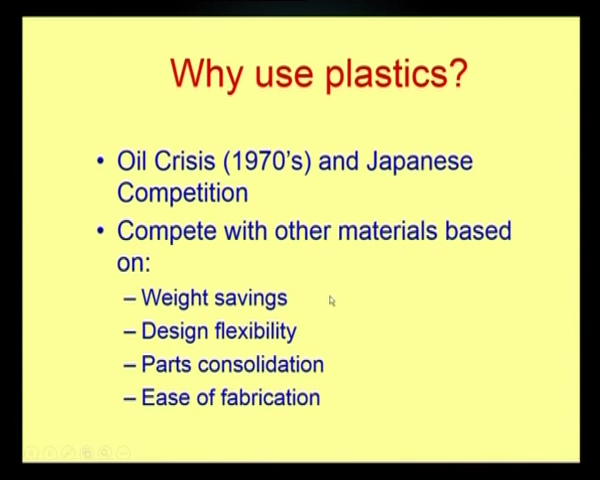 Why use plastics?
• Oil Crisis (1970's) and Japanese
Competition
• Compete with other materials based
on:
– Weight savings
– Design flexibility
– Parts consolidation
– Ease of fabrication